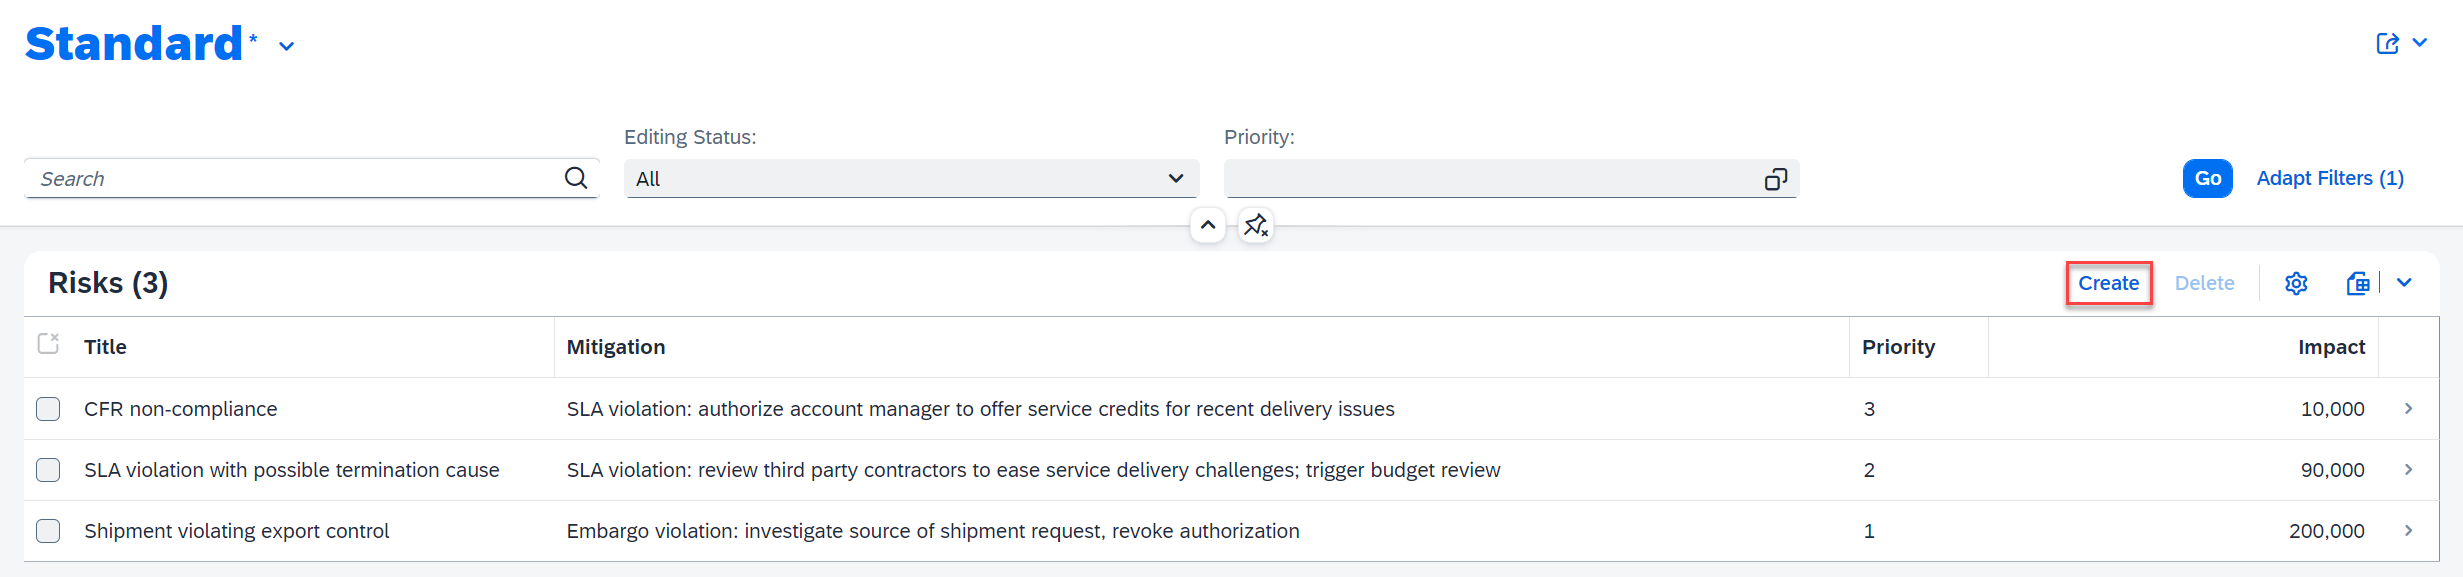 Standard*
Editing Status: Priority:
Search All Go Adapt Filters (1)
Risks (3) Create Delete
Title Mitigation Priority Impact
CFR non-compliance SLA violation: authorize account manager to offer service credits for recent delivery issues 3 10,000
SLA violation with possible termination cause SLA violation: review third party contractors to ease service delivery challenges; trigger budget review 2 90,000
Shipment violating export control Embargo violation: investigate source of shipment request, revoke authorization 1 200,000